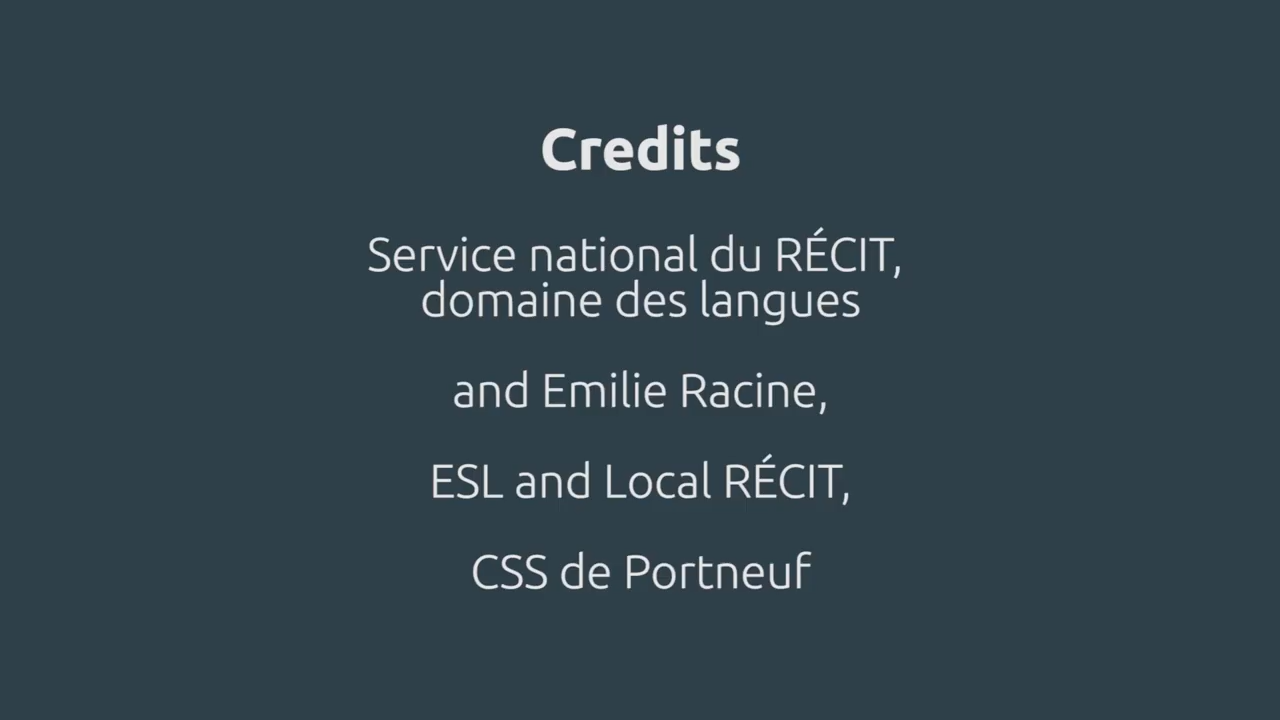 Credits
Service national du RÉCIT,
domaine des langues
and Emilie Racine,
ESL and Local RÉCIT,
CSS de Portneuf